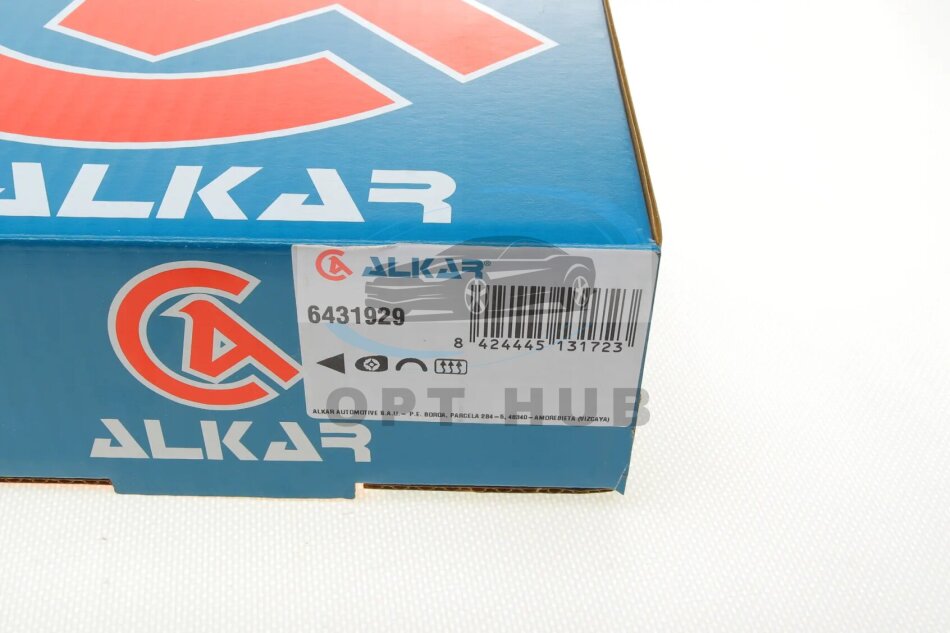 ALKAR
ALKAR®
6431929
8 424445 131723
OPT HUB
ALKAR AUTOMOTIVE S.A.U. - P.E. BOROA, PARCELA 2B4-5, 48340-AMOREBIETA (VIZCAYA)
ALKAR